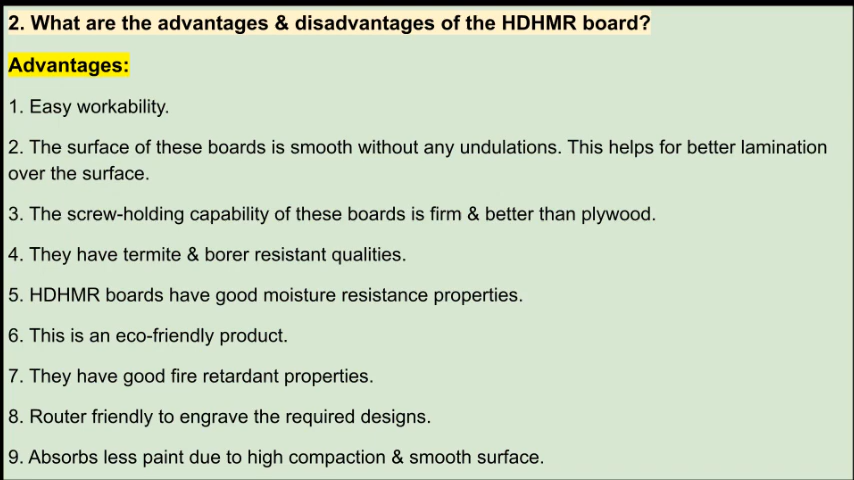 2. What are the advantages & disadvantages of the HDHMR board?
Advantages:
1. Easy workability.
2. The surface of these boards is smooth without any undulations. This helps for better lamination
over the surface.
3. The screw-holding capability of these boards is firm & better than plywood.
4. They have termite & borer resistant qualities.
5. HDHMR boards have good moisture resistance properties.
6. This is an eco-friendly product.
7. They have good fire retardant properties.
8. Router friendly to engrave the required designs.
9. Absorbs less paint due to high compaction & smooth surface.